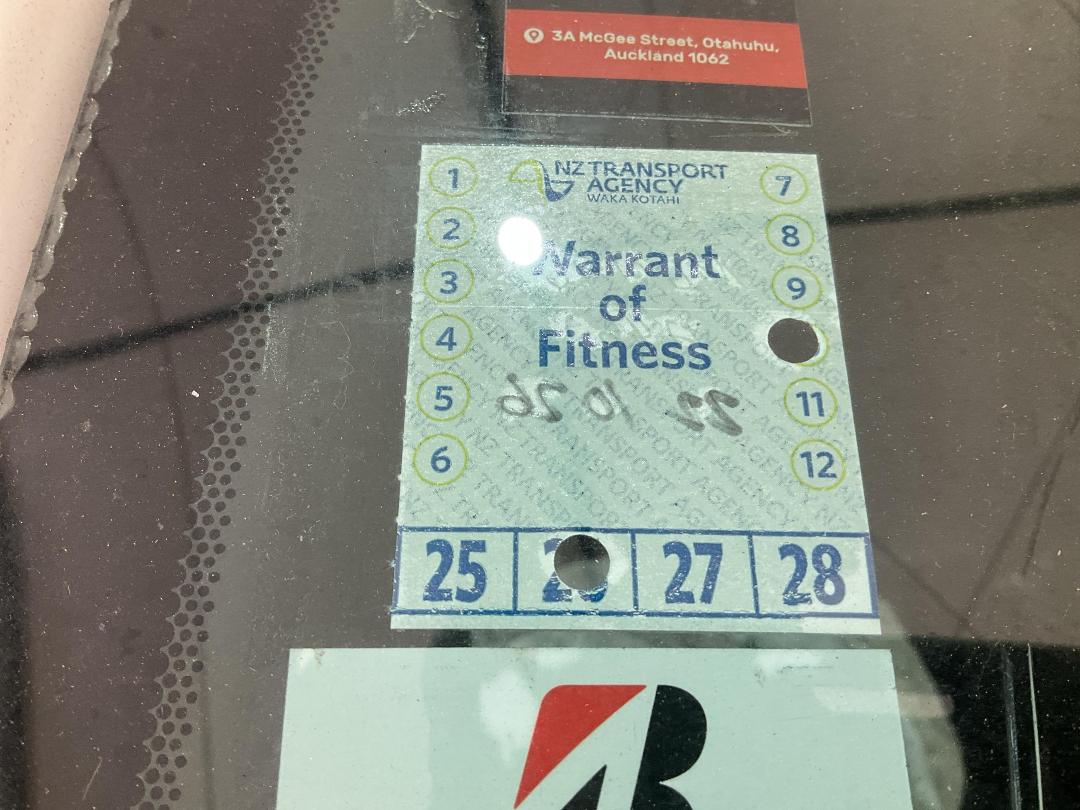 3A McGee Street, Otahuhu,
Auckland 1062
NZ TRANSPORT
AGENCY
WAKA KOTAHI
Warrant
of
Fitness
22 10 26
1
2
3
4
5
6
7
8
9
11
12
25
26
27
28
B